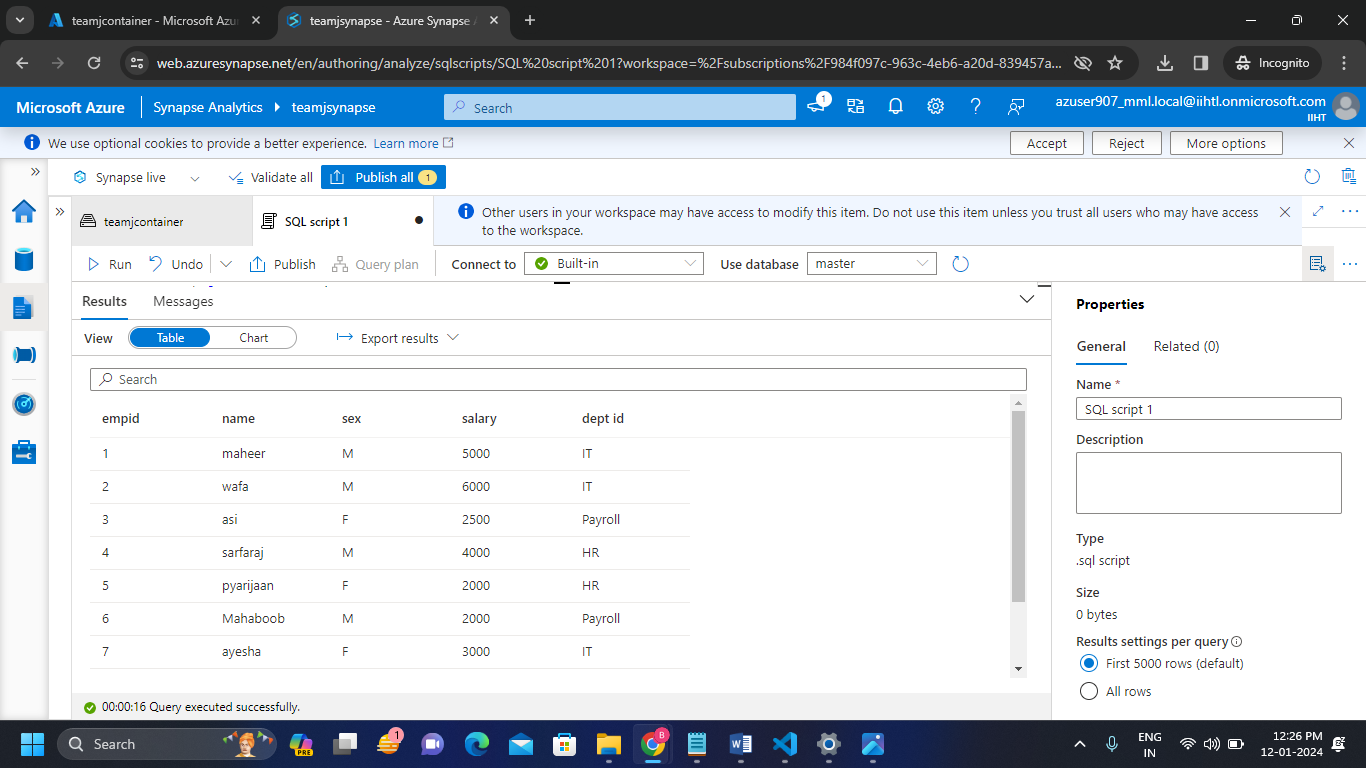 teamjcontainer - Microsoft Azu
teamjsynapse - Azure Synapse A
web.azuresynapse.net/en/authoring/analyze/sqlscripts/SQL%20script%201?workspace=%2Fsubscriptions%2F984f097c-963c-4eb6-a20d-839457a...
Incognito
Microsoft Azure
Synapse Analytics
teamjsynapse
Search
1
azuser907_mml.local@iihtl.onmicrosoft.com
IIHT
We use optional cookies to provide a better experience. Learn more
Accept
Reject
More options
Synapse live
Validate all
Publish all 1
teamjcontainer
SQL script 1
Other users in your workspace may have access to modify this item. Do not use this item unless you trust all users who may have access
to the workspace.
Run
Undo
Publish
Query plan
Connect to
Built-in
Use database
master
Results
Messages
View
Table
Chart
Export results
Search
empid name sex salary dept id
1 maheer M 5000 IT
2 wafa M 6000 IT
3 asi F 2500 Payroll
4 sarfaraj M 4000 HR
5 pyarijaan F 2000 HR
6 Mahaboob M 2000 Payroll
7 ayesha F 3000 IT
00:00:16 Query executed successfully.
Properties
General
Related (0)
Name *
SQL script 1
Description
Type
.sql script
Size
0 bytes
Results settings per query
First 5000 rows (default)
All rows
Search
PRE
1
8
ENG
IN
12:26 PM
12-01-2024